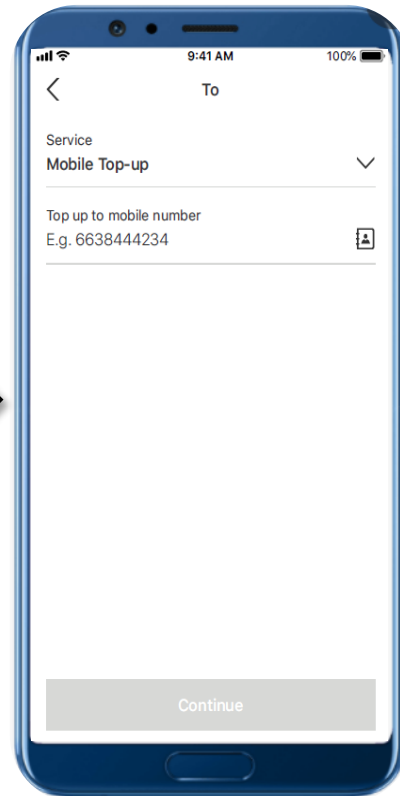 9:41 AM
100%
To
Service
Mobile Top-up
Top up to mobile number
E.g. 6638444234
Continue